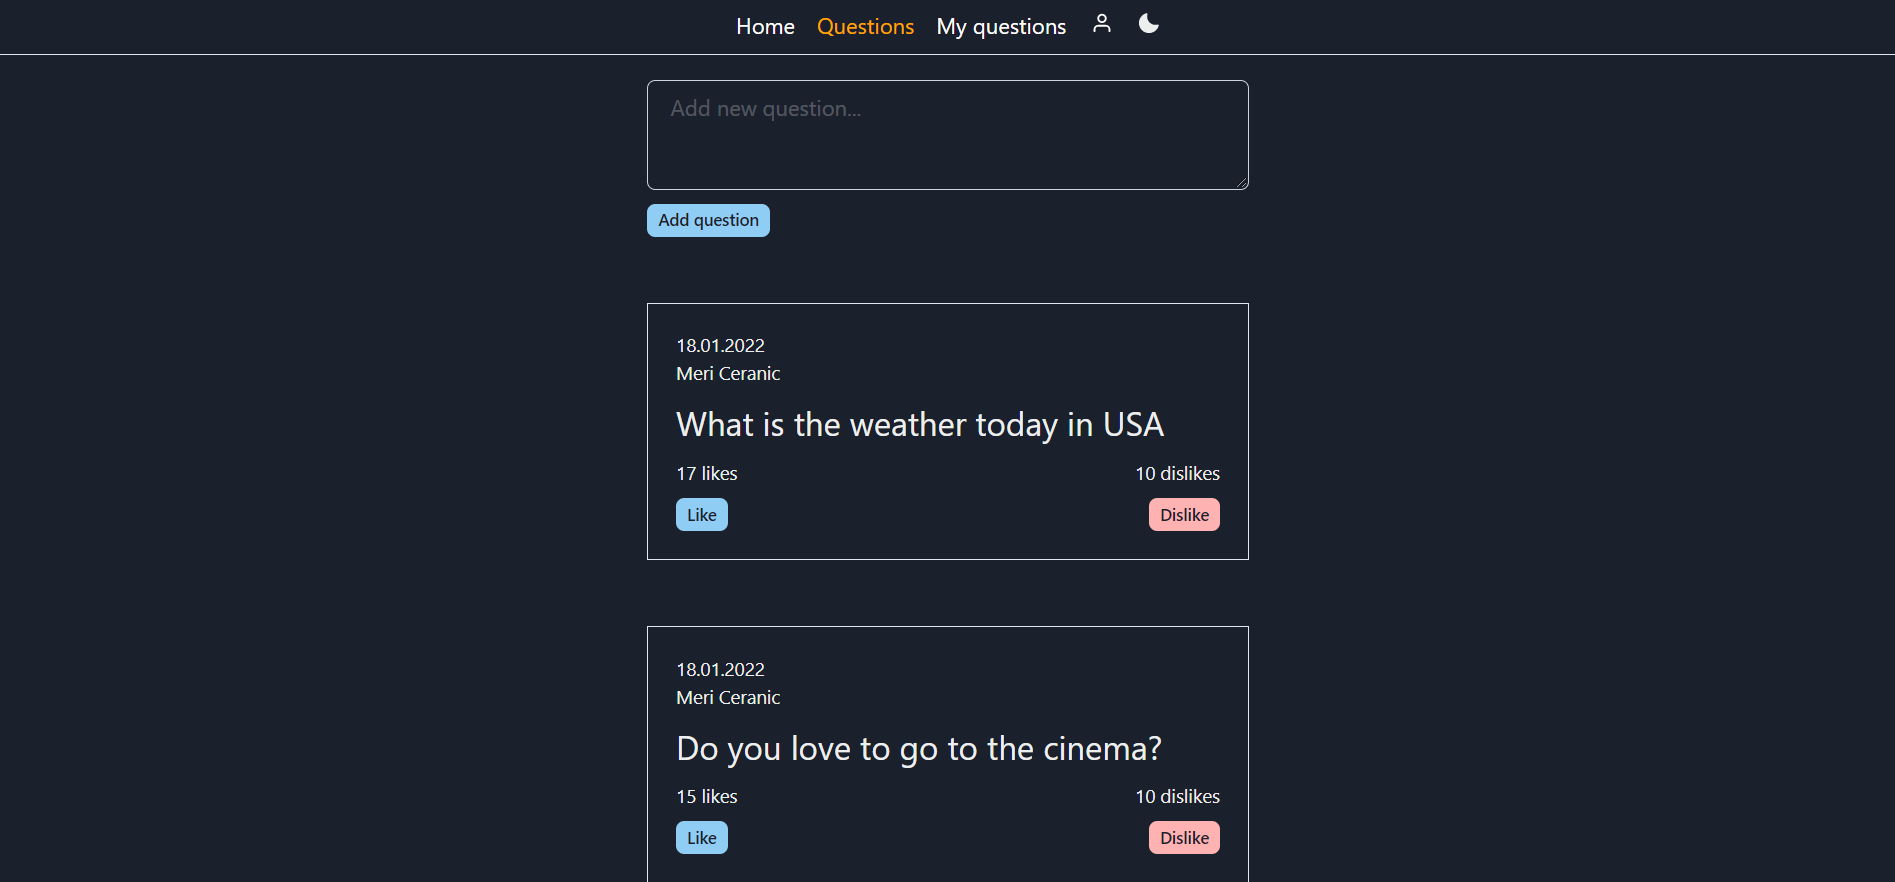 Home Questions My questions
Add new question...
Add question
18.01.2022
Meri Ceranic
What is the weather today in USA
17 likes 10 dislikes
Like Dislike
18.01.2022
Meri Ceranic
Do you love to go to the cinema?
15 likes 10 dislikes
Like Dislike